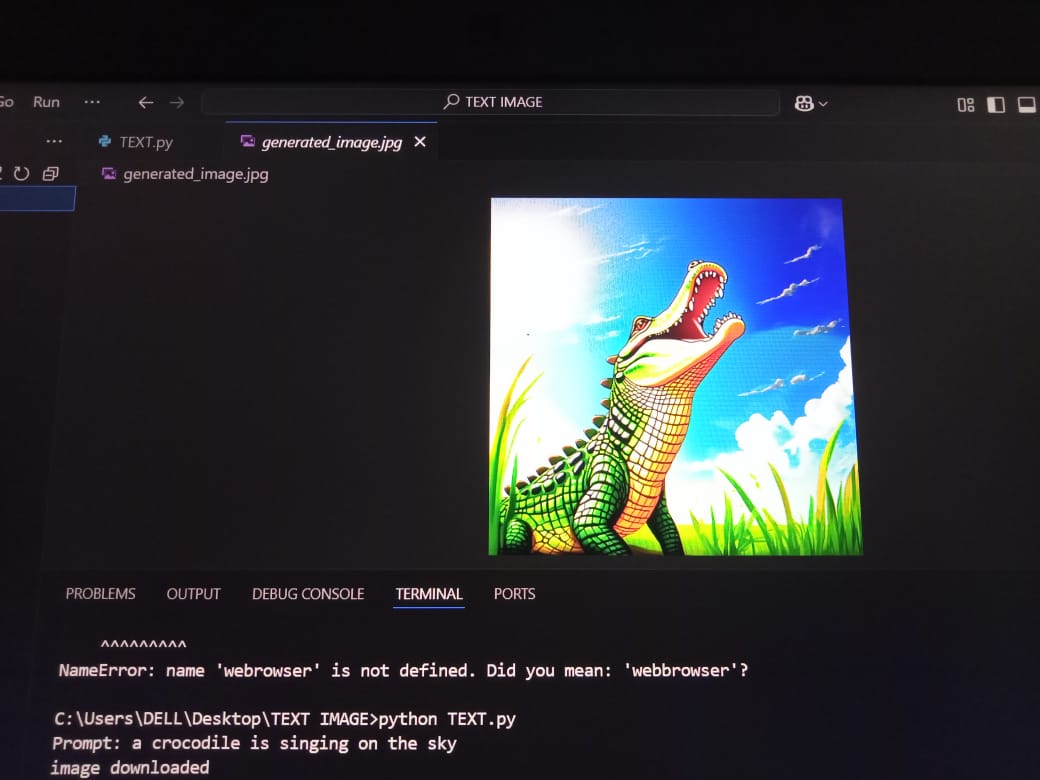 Go Run ...
TEXT IMAGE
TEXT.py
generated_image.jpg
generated_image.jpg
PROBLEMS OUTPUT DEBUG CONSOLE TERMINAL PORTS
^^^^^^^^^
NameError: name 'webrowser' is not defined. Did you mean: 'webbrowser'?
C:\Users\DELL\Desktop\TEXT IMAGE>python TEXT.py
Prompt: a crocodile is singing on the sky
image downloaded